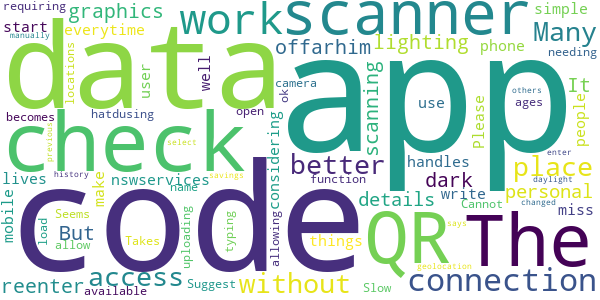 requiring graphics work scanner Many simple
start everytime offarhim lighting phone needing
manually
locations
user
well
hatdusing
data app
open
camera
ok
considering
scanning
use
Please
ages
It
people
others
becomes
check
better handles place
allowing
function
dark write daylight
lives
make
nswservices details personal
mobile
load
But
Seems
allow
name
uploading
typing
things
QR The
Cannot
changed
miss
previous
select
history
savings
enter
code
reenter access Takes
available
Suggest
without
Slow
connection
says
geolocation